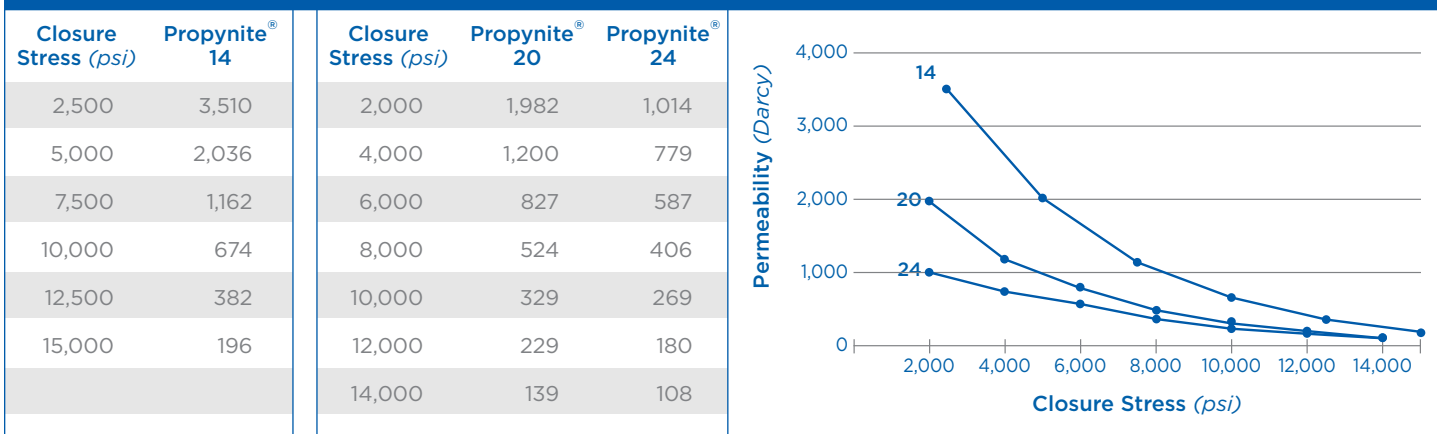 Closure Stress (psi) Propynite® 14
2,500 3,510
5,000 2,036
7,500 1,162
10,000 674
12,500 382
15,000 196
Closure Stress (psi) Propynite® 20 Propynite® 24
2,000 1,982 1,014
4,000 1,200 779
6,000 827 587
8,000 524 406
10,000 329 269
12,000 229 180
14,000 139 108
Permeability (Darcy)
4,000
3,000
2,000
1,000
0
14
20
24
2,000 4,000 6,000 8,000 10,000 12,000 14,000
Closure Stress (psi)